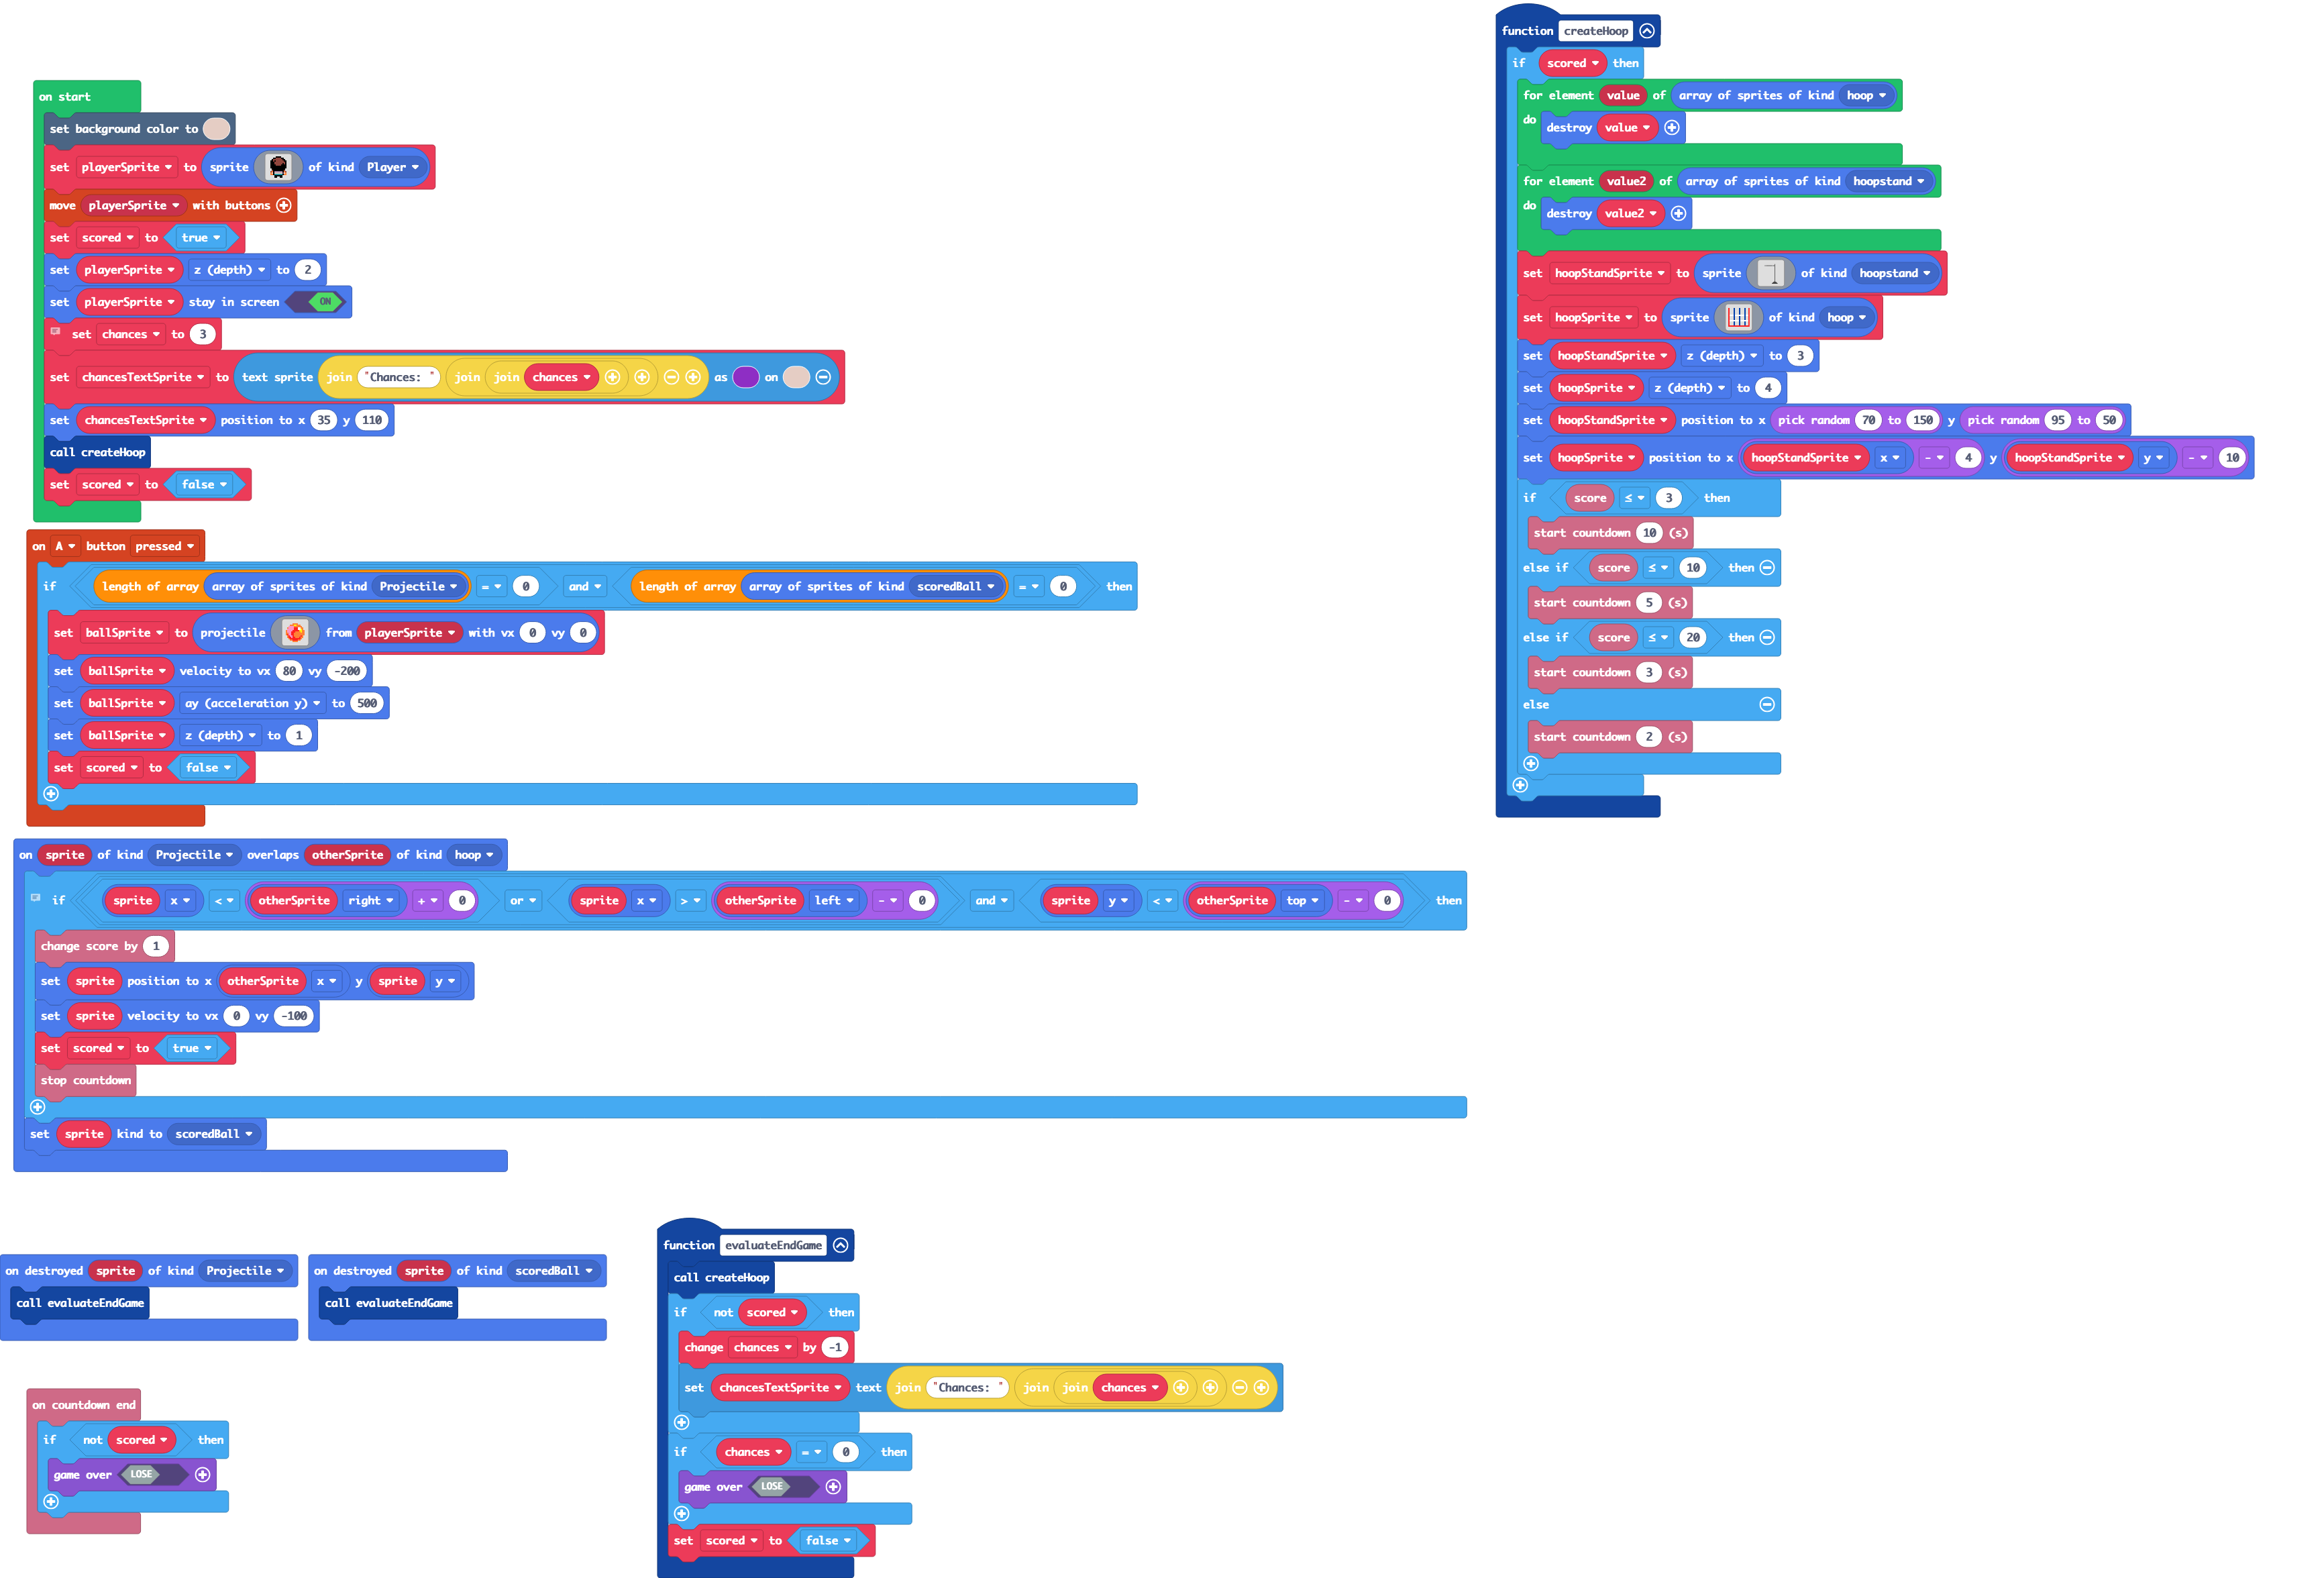 on start
set background color to
set playerSprite to sprite of kind Player
move playerSprite with buttons
set scored to true
set playerSprite z (depth) to 2
set playerSprite stay in screen ON
set chances to 3
set chancesTextSprite to text sprite join "Chances: " join join chances as on
set chancesTextSprite position to x 35 y 110
call createHoop
set scored to false
on A button pressed
if length of array array of sprites of kind Projectile = 0 and length of array array of sprites of kind scoredBall = 0 then
set ballSprite to projectile from playerSprite with vx 0 vy 0
set ballSprite velocity to vx 80 vy -200
set ballSprite ay (acceleration y) to 500
set ballSprite z (depth) to 1
set scored to false
on sprite of kind Projectile overlaps otherSprite of kind hoop
if sprite x < otherSprite right + 0 or sprite x > otherSprite left - 0 and sprite y < otherSprite top - 0 then
change score by 1
set sprite position to x otherSprite x y sprite y
set sprite velocity to vx 0 vy -100
set scored to true
stop countdown
set sprite kind to scoredBall
on destroyed sprite of kind Projectile
call evaluateEndGame
on destroyed sprite of kind scoredBall
call evaluateEndGame
on countdown end
if not scored then
game over LOSE
function evaluateEndGame
call createHoop
if not scored then
change chances by -1
set chancesTextSprite text join "Chances: " join join chances
if chances = 0 then
game over LOSE
set scored to false
function createHoop
if scored then
for element value of array of sprites of kind hoop
do destroy value
for element value2 of array of sprites of kind hoopstand
do destroy value2
set hoopStandSprite to sprite of kind hoopstand
set hoopSprite to sprite of kind hoop
set hoopStandSprite z (depth) to 3
set hoopSprite z (depth) to 4
set hoopStandSprite position to x pick random 70 to 150 y pick random 95 to 50
set hoopSprite position to x hoopStandSprite x - 4 y hoopStandSprite y - 10
if score ≤ 3 then
start countdown 10 (s)
else if score ≤ 10 then
start countdown 5 (s)
else if score ≤ 20 then
start countdown 3 (s)
else
start countdown 2 (s)